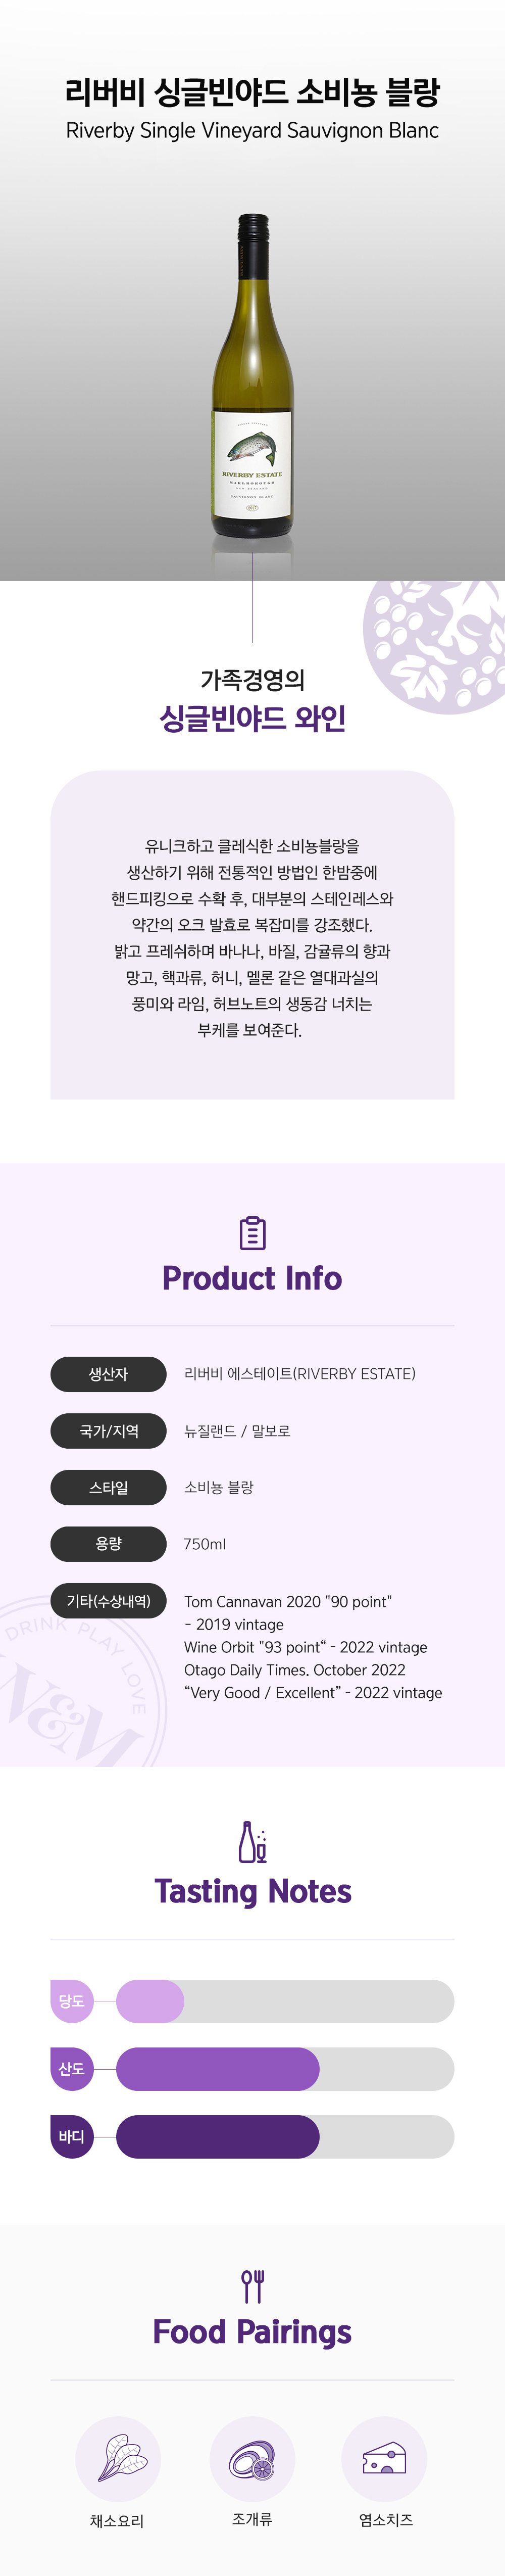 리버비 싱글빈야드 소비뇽 블랑
Riverby Single Vineyard Sauvignon Blanc
RIVERBY ESTATE
MARLBOROUGH
NEW ZEALAND
SAUVIGNON BLANC
가족경영의
싱글빈야드 와인
유니크하고 클레식한 소비뇽블랑을
생산하기 위해 전통적인 방법인 한밤중에
핸드피킹으로 수확 후, 대부분의 스테인레스와
약간의 오크 발효로 복잡미를 강조했다.
밝고 프레쉬하며 바나나, 바질, 감귤류의 향과
망고, 핵과류, 허니, 멜론 같은 열대과실의
풍미와 라임, 허브노트의 생동감 너치는
부케를 보여준다.
Product Info
생산자 리버비 에스테이트(RIVERBY ESTATE)
국가/지역 뉴질랜드 / 말보로
스타일 소비뇽 블랑
용량 750ml
기타(수상내역) Tom Cannavan 2020 "90 point"
- 2019 vintage
Wine Orbit "93 point“ - 2022 vintage
Otago Daily Times, October 2022
“Very Good / Excellent” - 2022 vintage
DRINK PLAY LOVE
W&M
Tasting Notes
당도
산도
바디
Food Pairings
채소요리 조개류 염소치즈